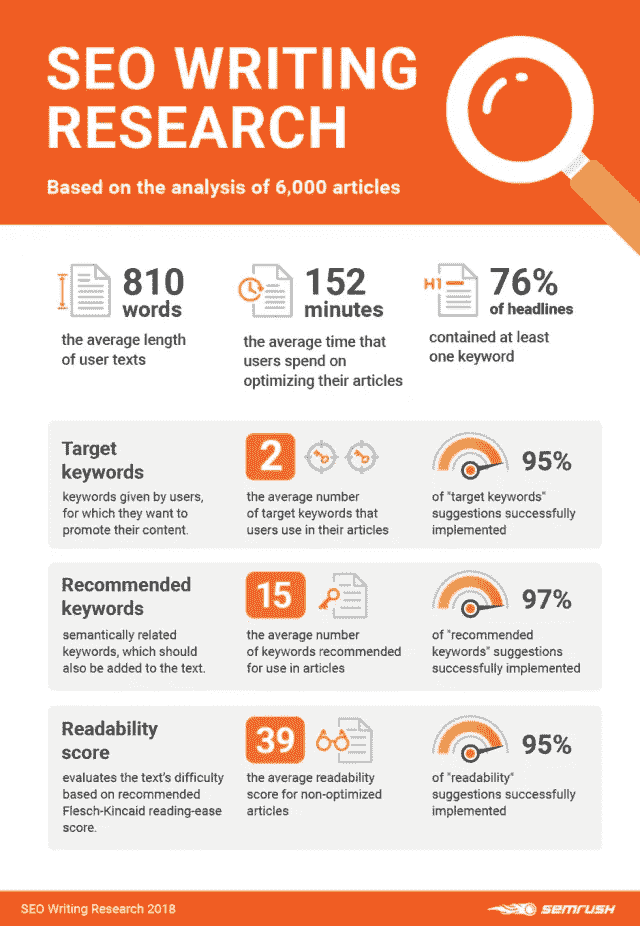 SEO WRITING
RESEARCH
Based on the analysis of 6,000 articles
810
words
the average length
of user texts
152
minutes
the average time that
users spend on
optimizing their articles
H1
76%
of headlines
contained at least
one keyword
Target
keywords
keywords given by users,
for which they want to
promote their content.
2
the average number
of target keywords that
users use in their articles
95%
of "target keywords"
suggestions successfully
implemented
Recommended
keywords
semantically related
keywords, which should
also be added to the text.
15
the average number
of keywords recommended
for use in articles
97%
of "recommended
keywords" suggestions
successfully implemented
Readability
score
evaluates the text's difficulty
based on recommended
Flesch-Kincaid reading-ease
score.
39
the average readability
score for non-optimized
articles
95%
of "readability"
suggestions successfully
implemented
SEO Writing Research 2018
semrush